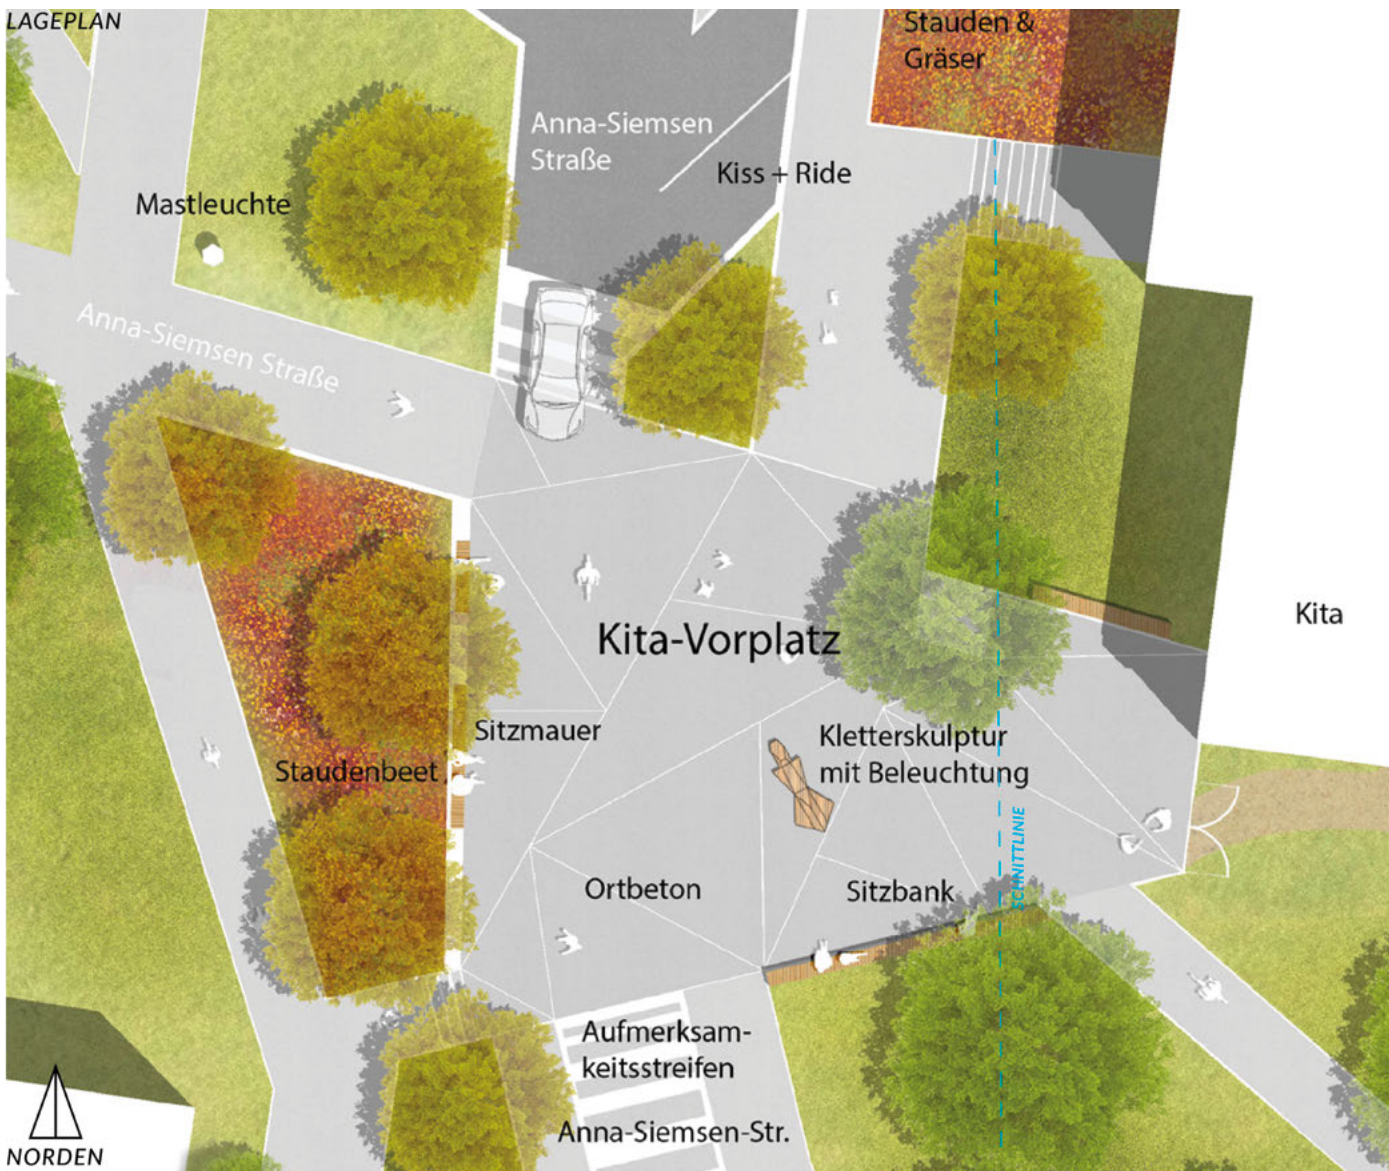 LAGEPLAN
Stauden &
Gräser
Anna-Siemsen
Straße
Kiss + Ride
Mastleuchte
Anna-Siemsen Straße
Kita
Kita-Vorplatz
Sitzmauer
Kletterskulptur
mit Beleuchtung
Staudenbeet
SCHNITTLINIE
Ortbeton
Sitzbank
Aufmerksam-
keitsstreifen
Anna-Siemsen-Str.
NORDEN